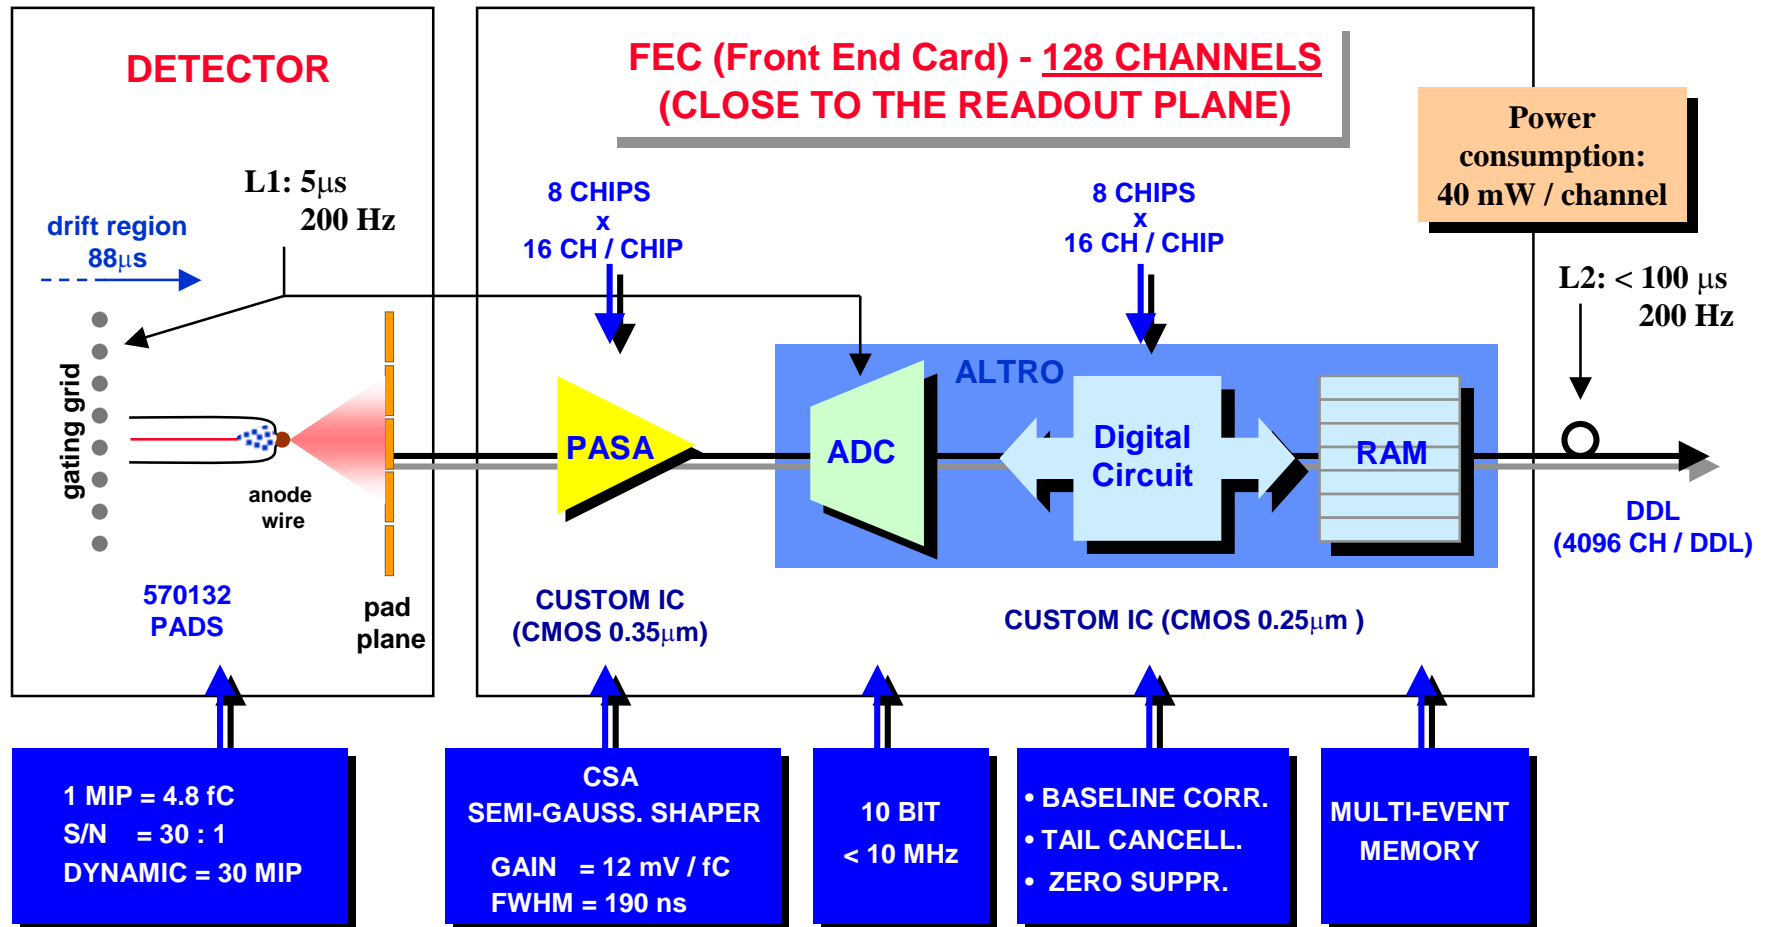 DETECTOR
FEC (Front End Card) - 128 CHANNELS
(CLOSE TO THE READOUT PLANE)
Power
consumption:
40 mW / channel
L1: 5μs
200 Hz
drift region
88μs
8 CHIPS
x
16 CH / CHIP
8 CHIPS
x
16 CH / CHIP
L2: < 100 μs
200 Hz
gating grid
anode
wire
PASA
ALTRO
ADC
Digital
Circuit
RAM
DDL
(4096 CH / DDL)
570132
PADS
pad
plane
CUSTOM IC
(CMOS 0.35μm)
CUSTOM IC (CMOS 0.25μm )
1 MIP = 4.8 fC
S/N = 30 : 1
DYNAMIC = 30 MIP
CSA
SEMI-GAUSS. SHAPER
GAIN = 12 mV / fC
FWHM = 190 ns
10 BIT
< 10 MHz
• BASELINE CORR.
• TAIL CANCELL.
• ZERO SUPPR.
MULTI-EVENT
MEMORY